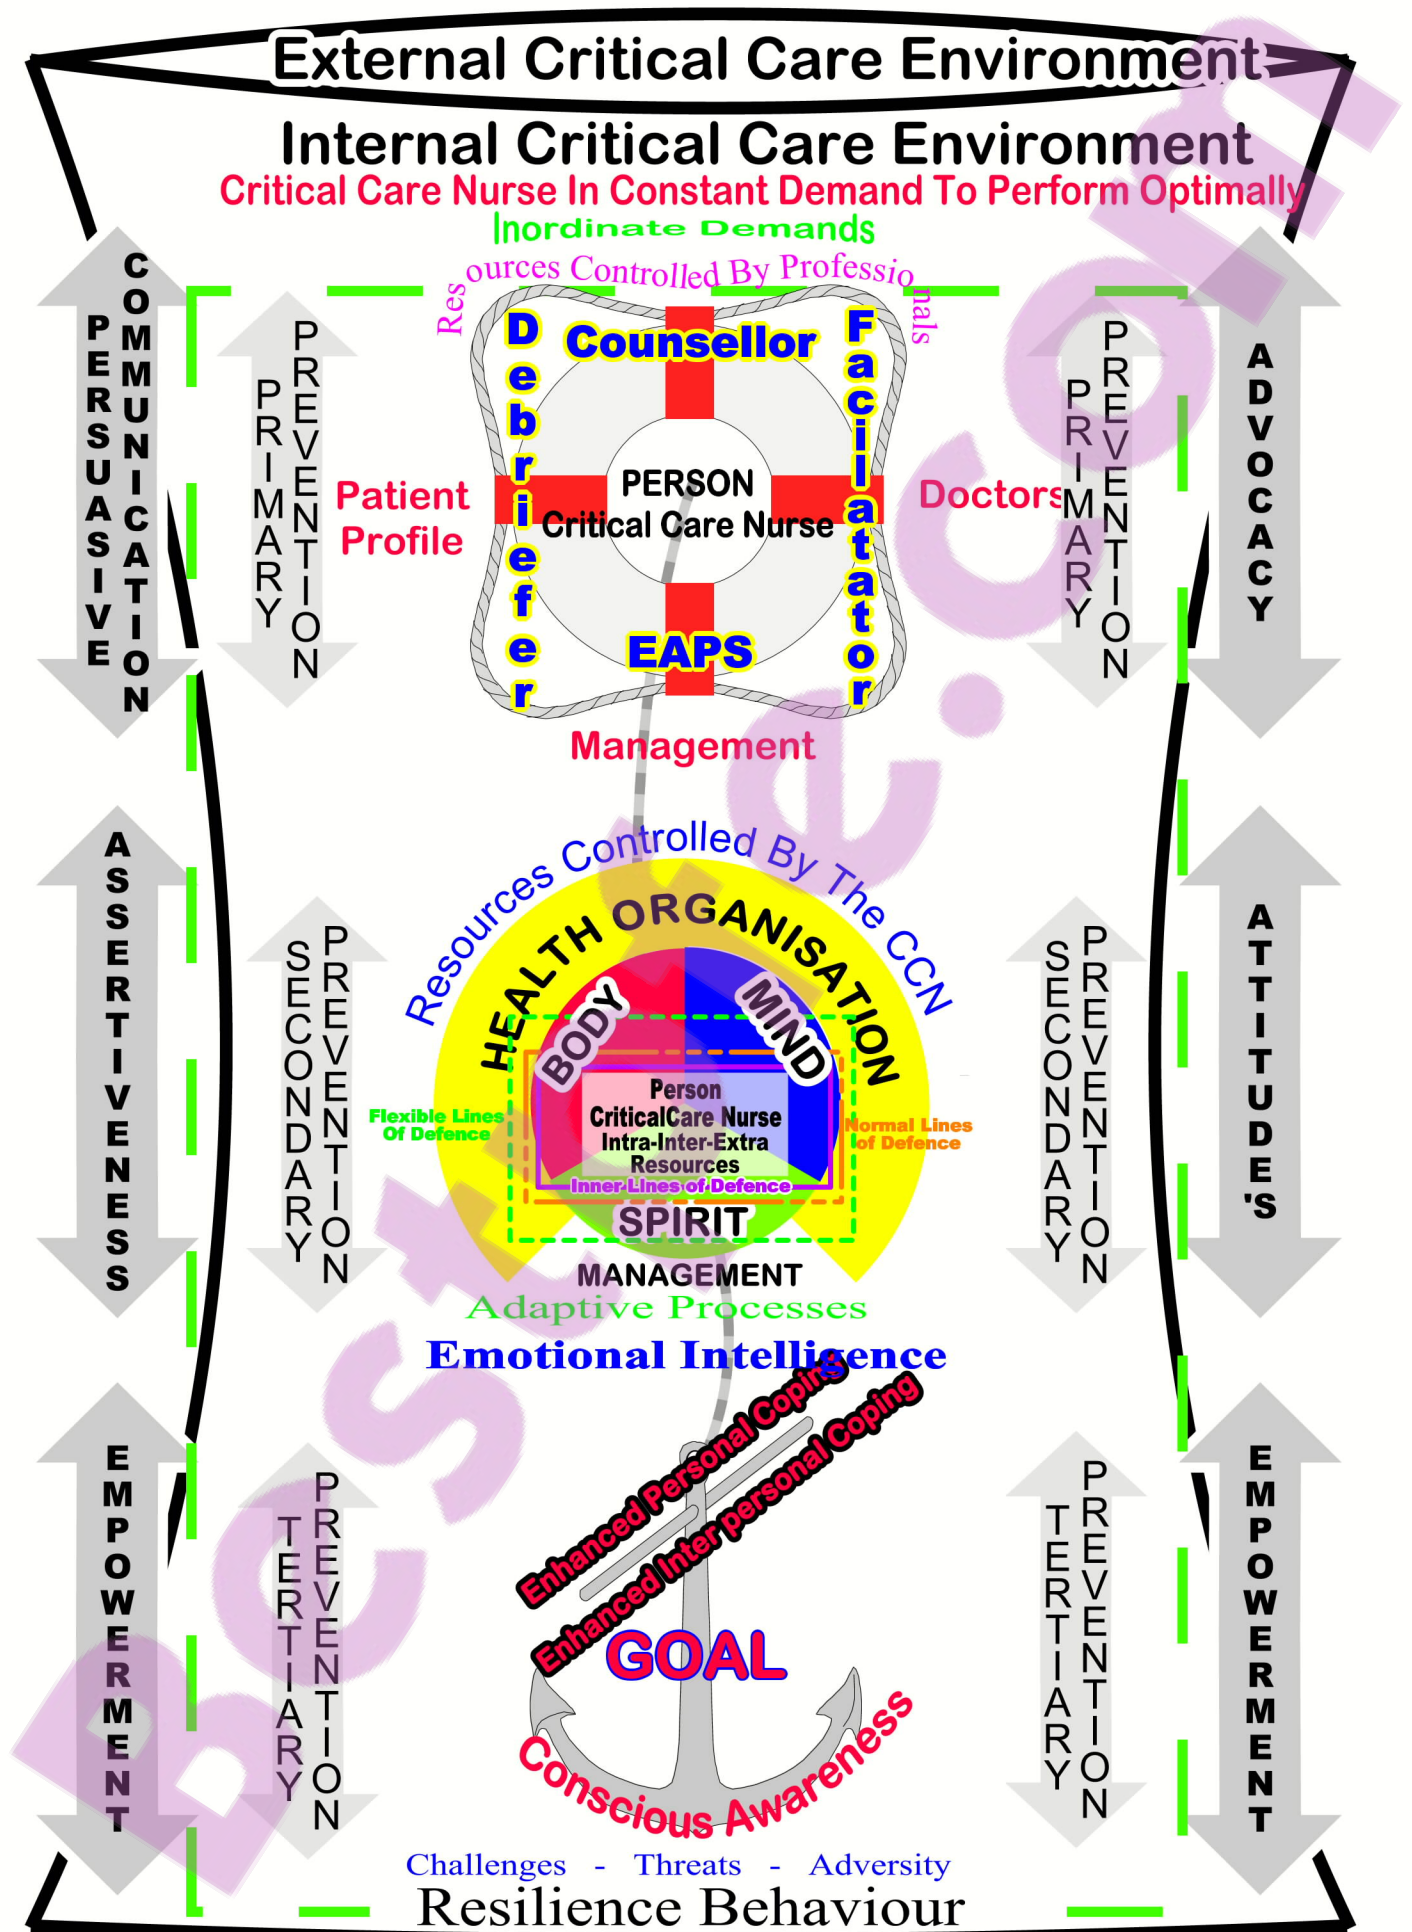 External Critical Care Environment
Internal Critical Care Environment
Critical Care Nurse In Constant Demand To Perform Optimally
Inordinate Demands
Resources Controlled By Professionals
PERSUASIVE
COMMUNICATION
PRIMARY
PREVENTION
Patient
Profile
Debriefer
Counsellor
PERSON
Critical Care Nurse
EAPS
Facilatator
Doctors
PRIMARY
PREVENTION
ADVOCACY
Management
ASSERTIVENESS
SECONDARY
PREVENTION
Resources Controlled By The CCN
HEALTH ORGANISATION
BODY
MIND
Person
CriticalCare Nurse
Intra-Inter-Extra
Resources
Inner Lines of Defence
Flexible Lines
Of Defence
Normal Lines
of Defence
SPIRIT
MANAGEMENT
Adaptive Processes
SECONDARY
PREVENTION
ATTITUDE'S
Emotional Intelligence
EMPOWERMENT
TERTIARY
PREVENTION
Enhanced Personal Coping
Enhanced Inter personal Coping
GOAL
Conscious Awareness
TERTIARY
PREVENTION
EMPOWERMENT
Challenges - Threats - Adversity
Resilience Behaviour